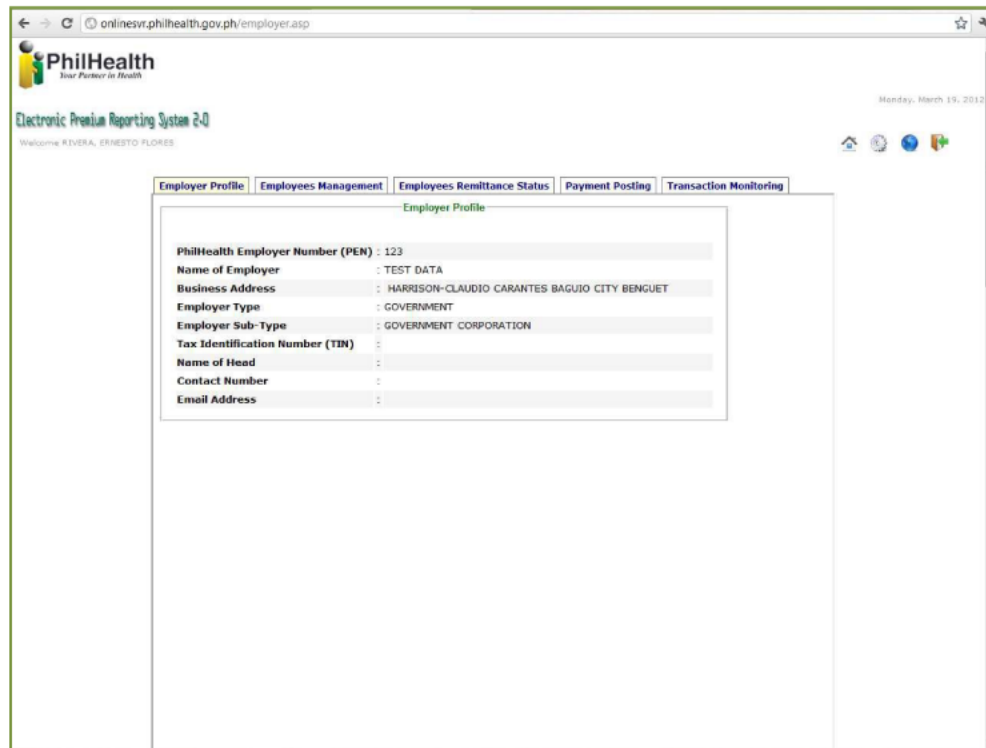 onlinesvr.philhealth.gov.ph/employer.asp
PhilHealth
Your Partner in Health
Monday, March 19, 2012
Electronic Premium Reporting System 2.0
Welcome RIVERA, ERNESTO FLORES
Employer Profile Employees Management Employees Remittance Status Payment Posting Transaction Monitoring
Employer Profile
PhilHealth Employer Number (PEN) : 123
Name of Employer : TEST DATA
Business Address : HARRISON-CLAUDIO CARANTES BAGUIO CITY BENGUET
Employer Type : GOVERNMENT
Employer Sub-Type : GOVERNMENT CORPORATION
Tax Identification Number (TIN) :
Name of Head :
Contact Number :
Email Address :